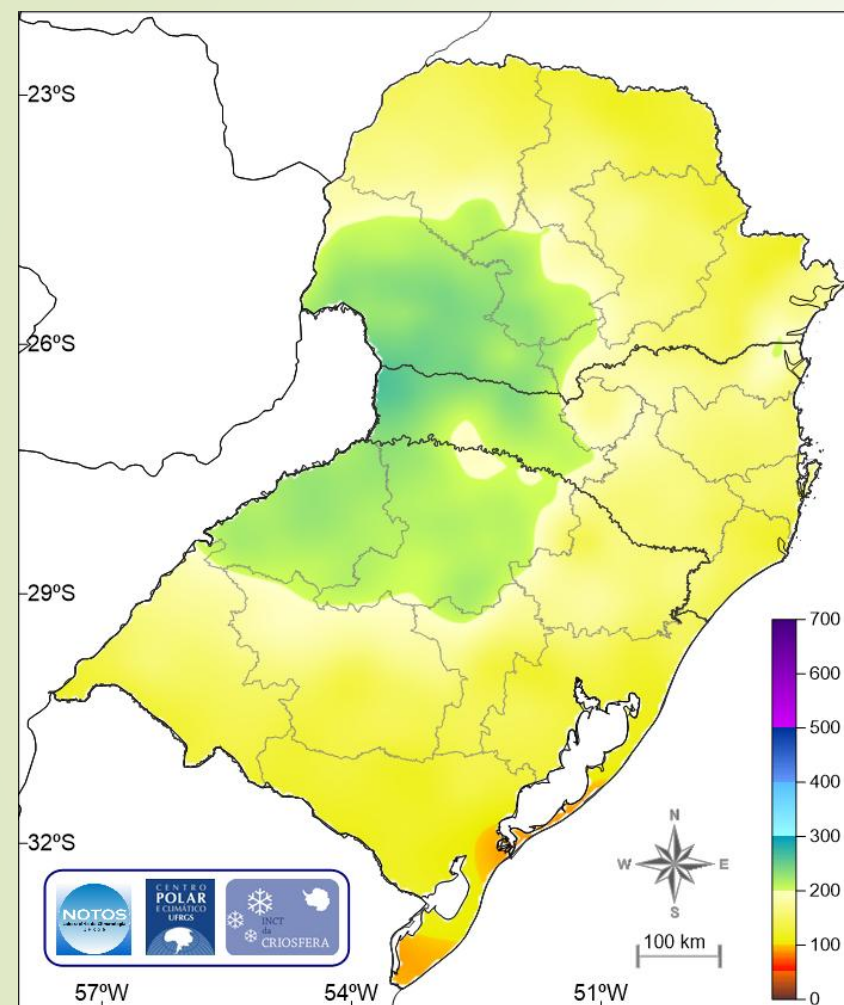 23ºS
26ºS
29ºS
32ºS
57ºW
54ºW
51ºW
700
600
500
400
300
200
100
0
N
W
E
S
100 km
NOTOS
CENTRO
POLAR
E CLIMÁTICO
UFRGS
INCT
da
CRIOSFERA